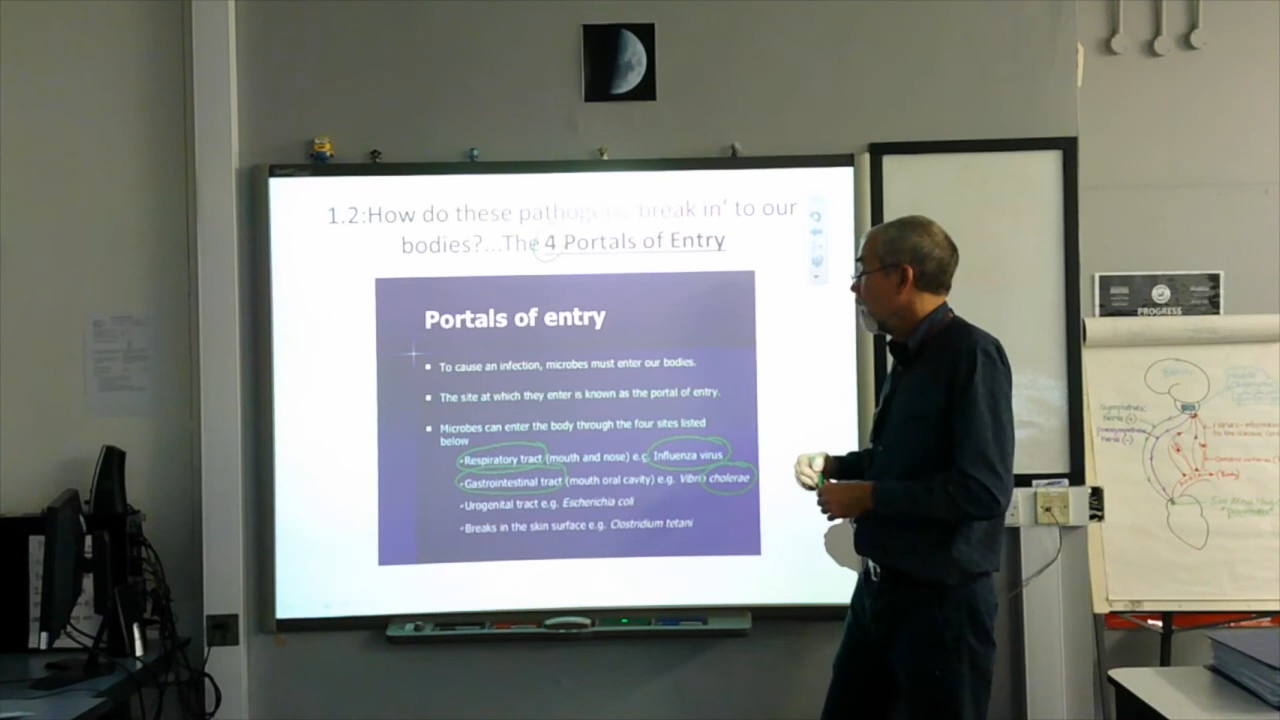 1.2:How do these pathogens 'break in' to our
bodies?...The 4 Portals of Entry
Portals of entry
To cause an infection, microbes must enter our bodies.
The site at which they enter is known as the portal of entry.
Microbes can enter the body through the four sites listed
below
•Respiratory tract (mouth and nose) e.g. Influenza virus
•Gastrointestinal tract (mouth oral cavity) e.g. Vibrio cholerae
•Urogenital tract e.g. Escherichia coli
•Breaks in the skin surface e.g. Clostridium tetani
PROGRESS
Sympathetic
nerve (+)
Parasympathetic
nerve (-)